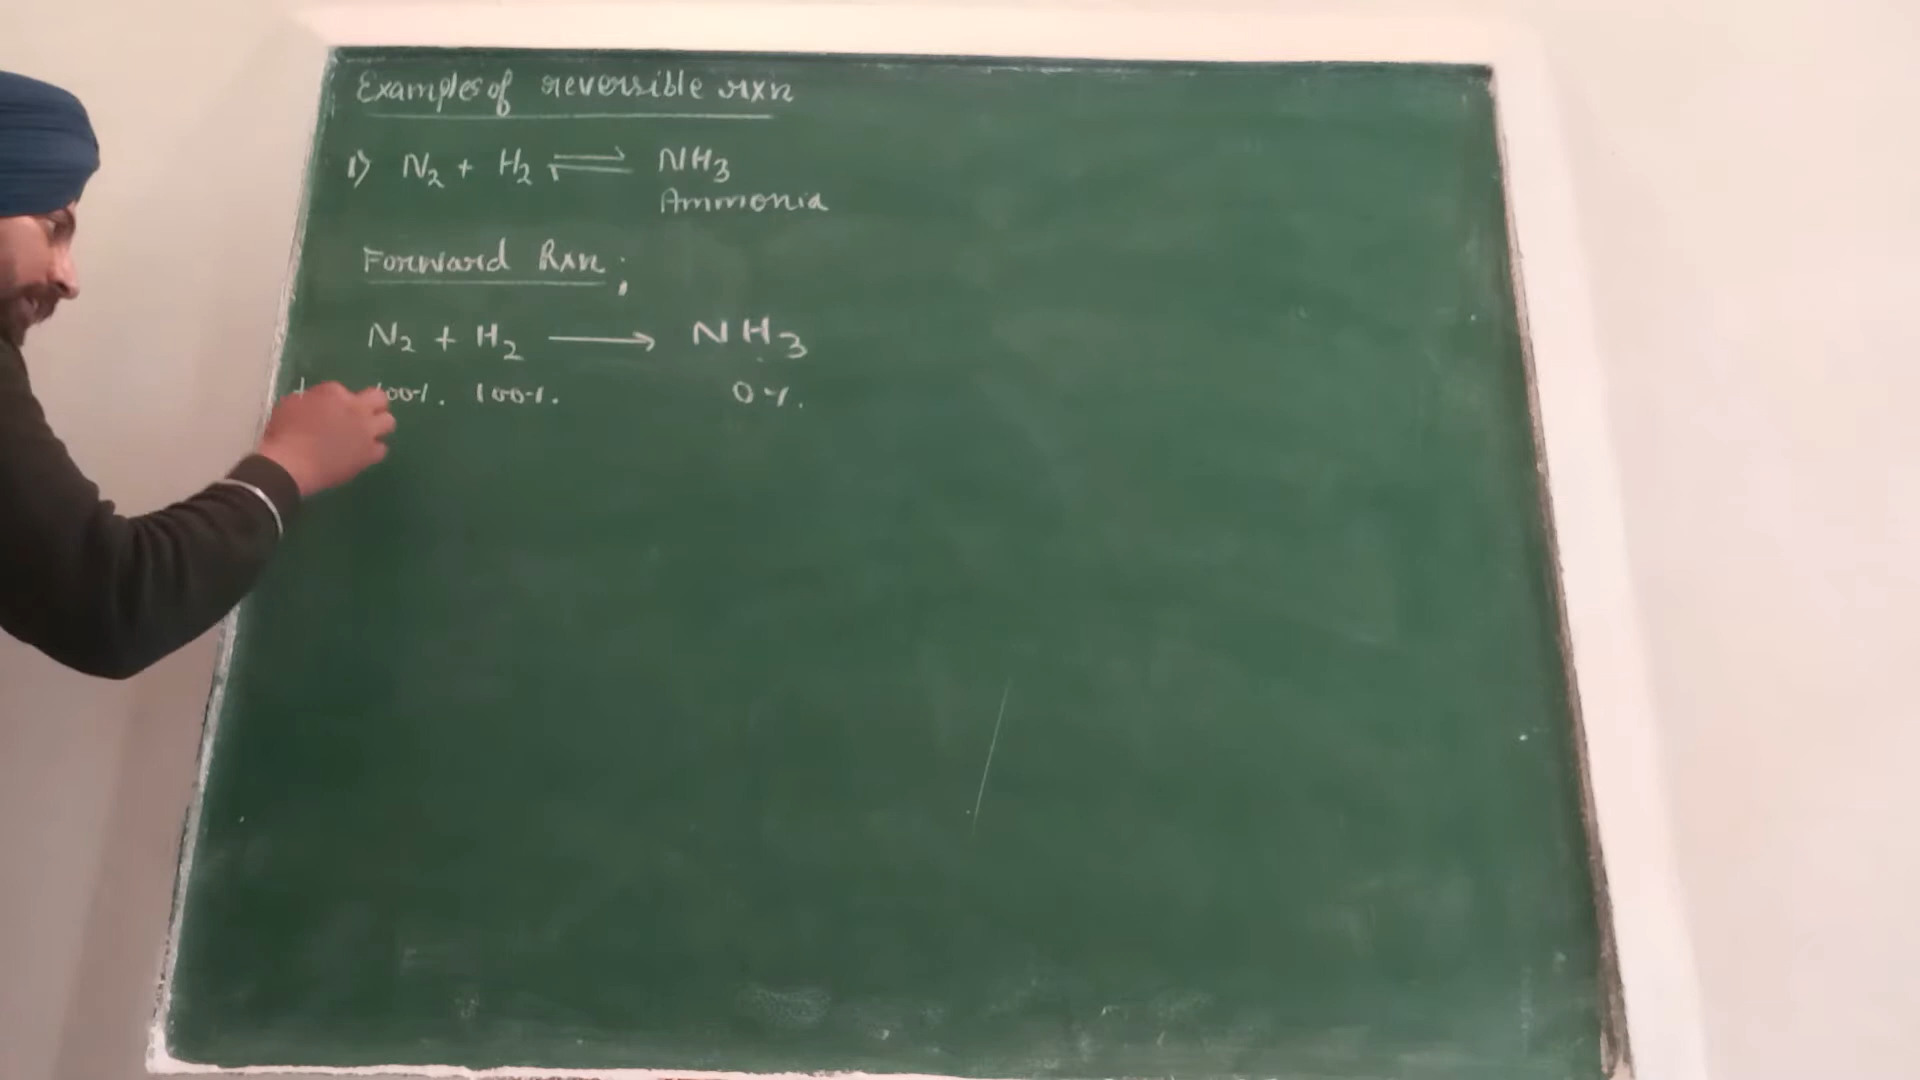 Examples of reversible rxn
1) N2 + H2 ⇌ NH3
Ammonia
Forward Rxn;
N2 + H2 ⟶ NH3
100%. 100%. 0%.